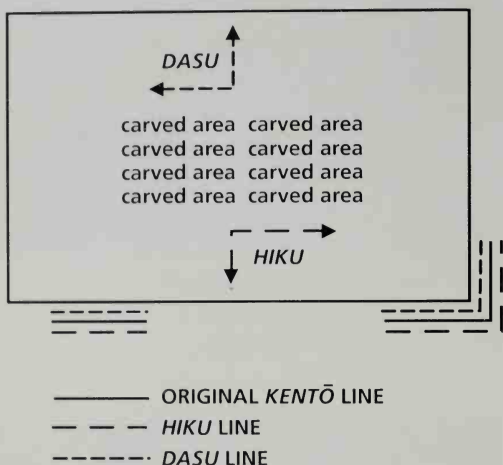 DASU
carved area carved area
carved area carved area
carved area carved area
carved area carved area
HIKU
ORIGINAL KENTŌ LINE
HIKU LINE
DASU LINE